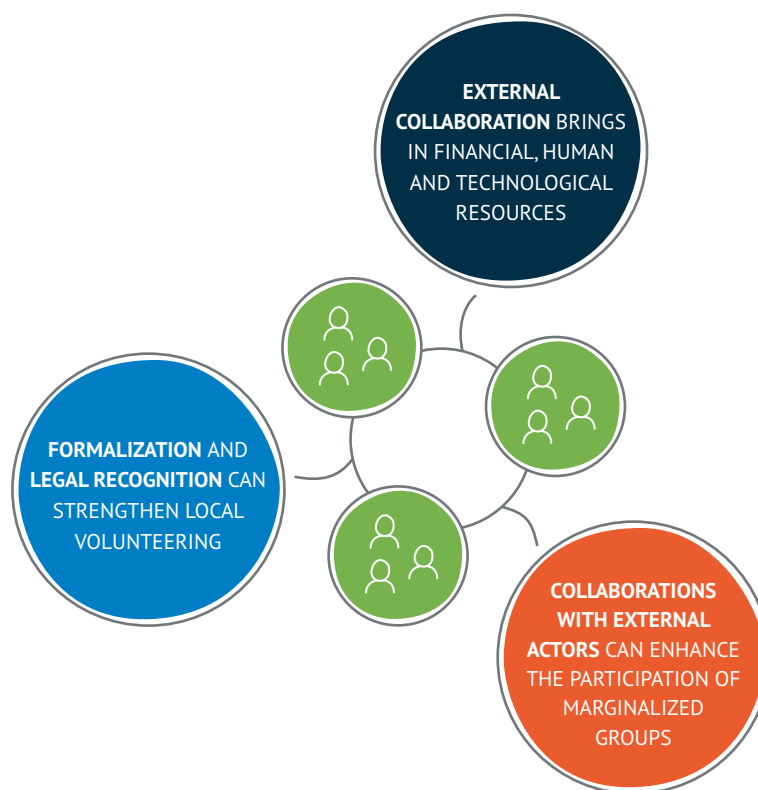 EXTERNAL
COLLABORATION BRINGS
IN FINANCIAL, HUMAN
AND TECHNOLOGICAL
RESOURCES
FORMALIZATION AND
LEGAL RECOGNITION CAN
STRENGTHEN LOCAL
VOLUNTEERING
COLLABORATIONS
WITH EXTERNAL
ACTORS CAN ENHANCE
THE PARTICIPATION OF
MARGINALIZED
GROUPS